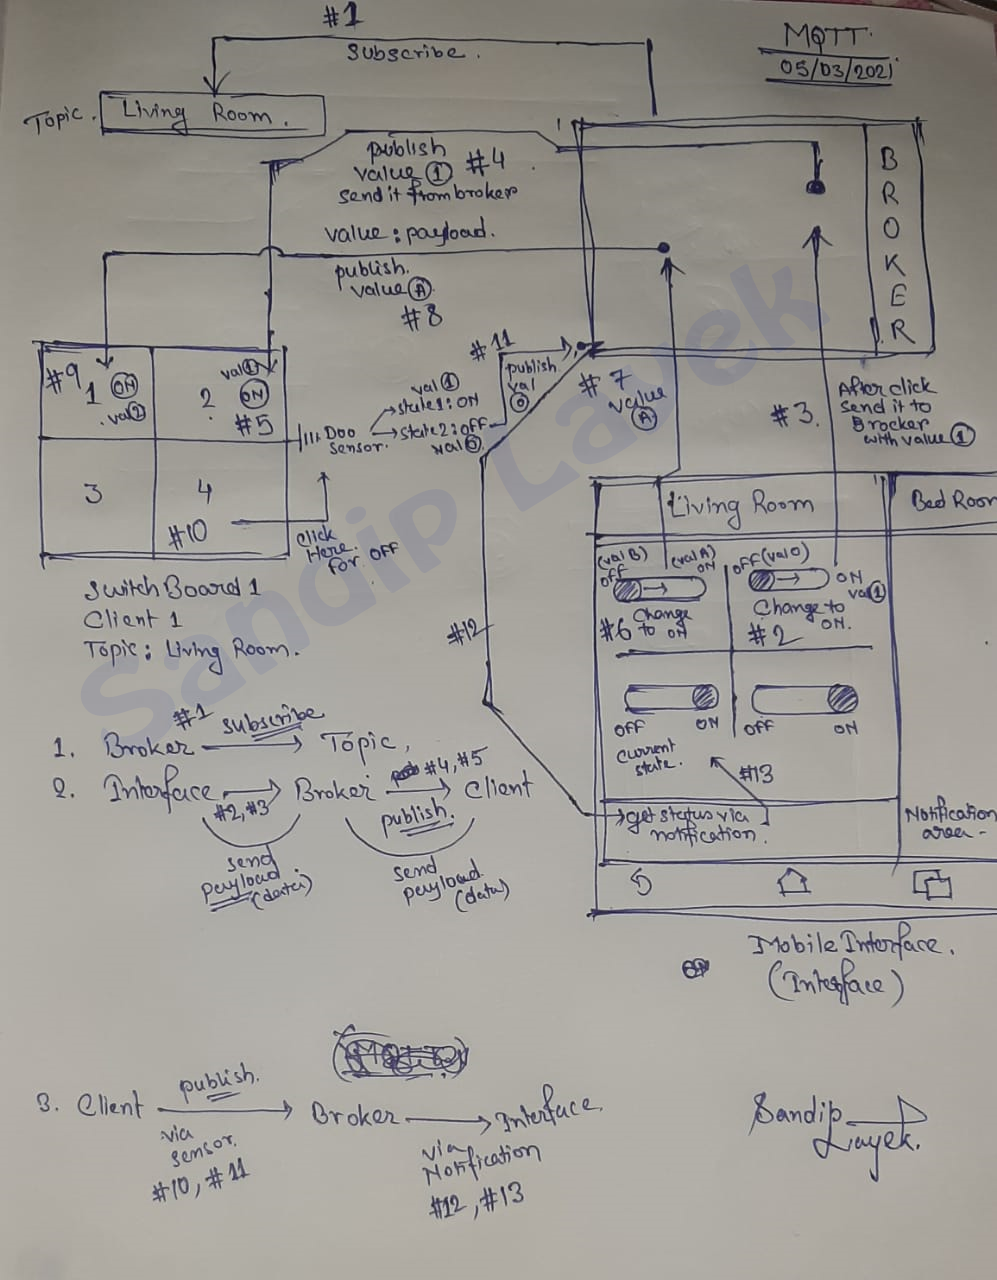 #1
MQTT.
05/03/2021
subscribe.
Topic.
Living Room.
publish
value ① #4
send it from broker
value : payload.
publish.
value Ⓐ
#8
BROKER
#9
1 ON
val
2
val①
ON
#5
3
4
#10
sensor.
val ①
state1 : ON
state2 : off
val ⓪
#11
publish
val
⓪
#7
value
Ⓐ
#3.
After click
send it to
Brocker
with value ①
click
Here
for OFF
Switch Board 1
Client 1
Topic : Living Room.
Living Room
Bed Room
(val B)
OFF
(val A)
ON
OFF (val 0)
ON
val①
#6
Change
to ON
Change to
ON.
#2
OFF ON
OFF ON
current
state.
#13
#12
get status via
notification.
Notification
area -
Mobile Interface.
(Interface)
#1
1. Broker subscribe Topic,
2. Interface Broker #4, #5 Client
#2, #3
publish.
send
payload
(data)
send
payload
(data)
3. Client publish. Broker Interface.
via
sensor.
#10, #11
via
Notification
#12, #13
Sandip
Layek.
Sandip Layek